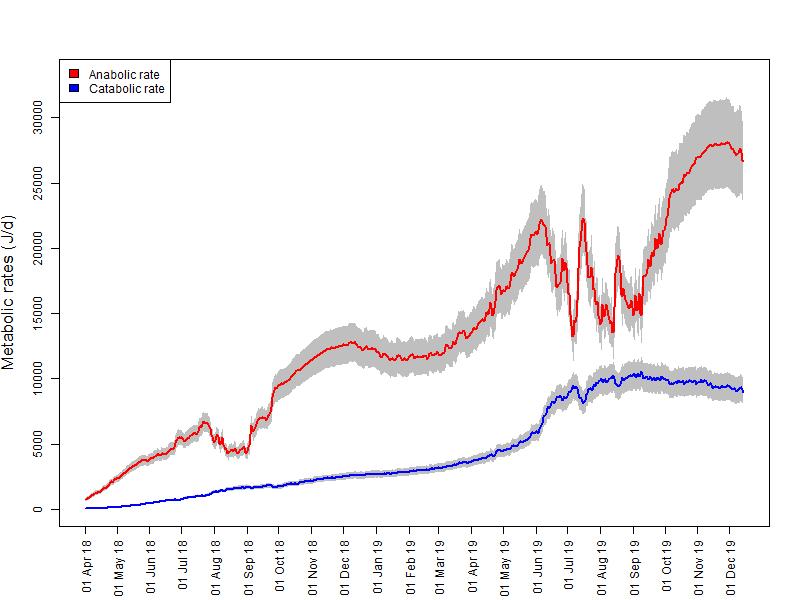 Anabolic rate
Catabolic rate
Metabolic rates (J/d)
30000
25000
20000
15000
10000
5000
0
01 Apr 18
01 May 18
01 Jun 18
01 Jul 18
01 Aug 18
01 Sep 18
01 Oct 18
01 Nov 18
01 Dec 18
01 Jan 19
01 Feb 19
01 Mar 19
01 Apr 19
01 May 19
01 Jun 19
01 Jul 19
01 Aug 19
01 Sep 19
01 Oct 19
01 Nov 19
01 Dec 19